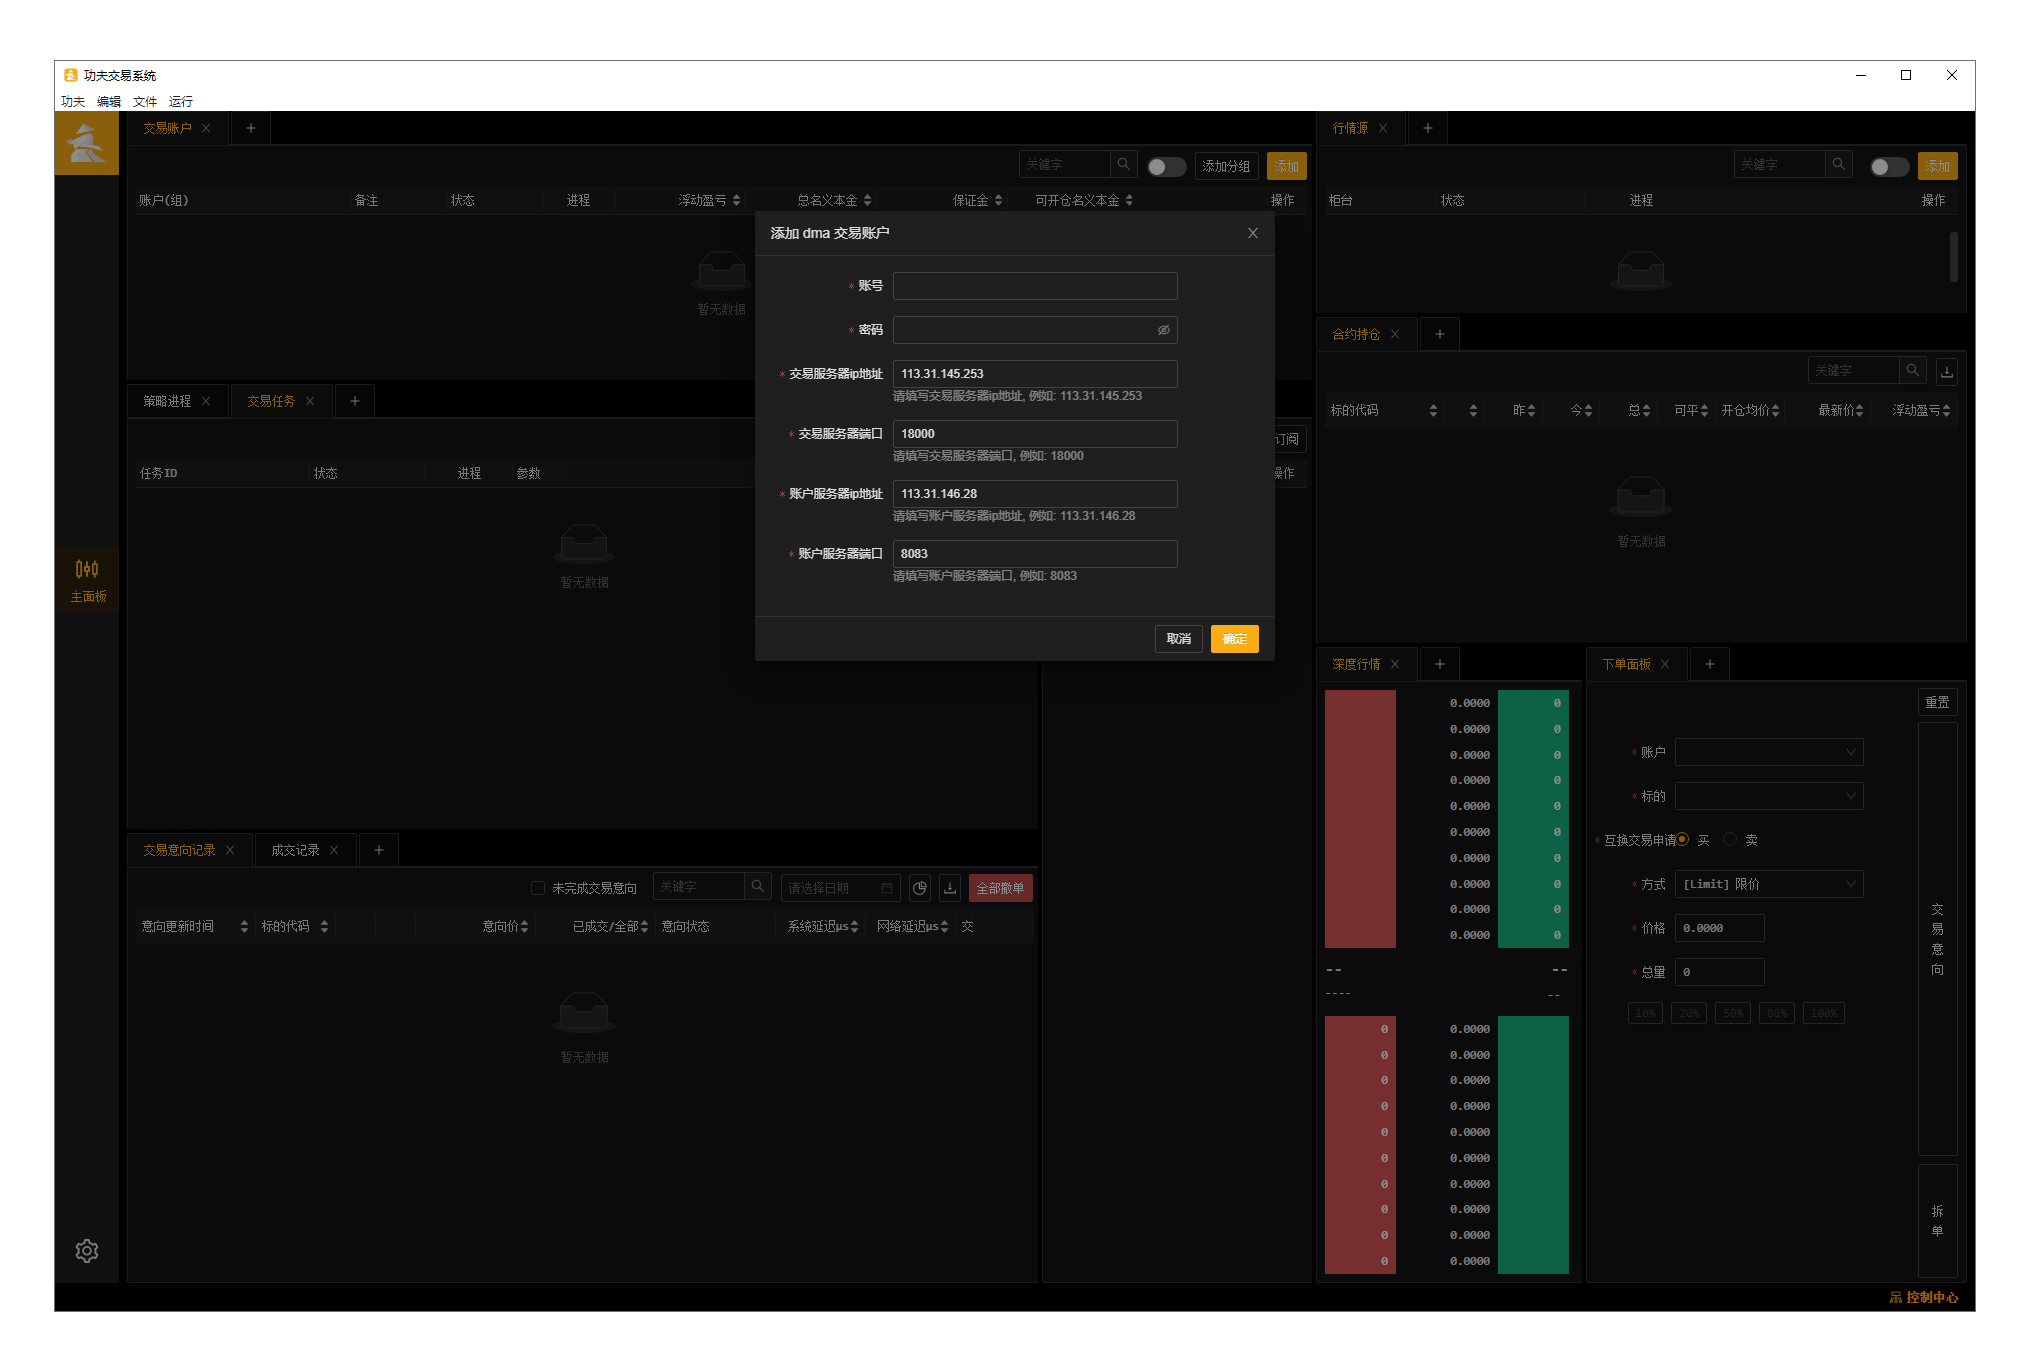 功夫交易系统
功夫 编辑 文件 运行
交易账户
关键字 添加分组 添加
账户(组) 备注 状态 进程 浮动盈亏 总名义本金 保证金 可开仓名义本金 操作
暂无数据
行情源
关键字 添加
柜台 状态 进程 操作
添加 dma 交易账户
* 账号
* 密码
* 交易服务器ip地址 113.31.145.253
请填写交易服务器ip地址, 例如: 113.31.145.253
* 交易服务器端口 18000
请填写交易服务器端口, 例如: 18000
* 账户服务器ip地址 113.31.146.28
请填写账户服务器ip地址, 例如: 113.31.146.28
* 账户服务器端口 8083
请填写账户服务器端口, 例如: 8083
取消 确定
合约持仓
关键字
标的代码 昨 今 总 可平 开仓均价 最新价 浮动盈亏
暂无数据
策略进程 交易任务
订阅
任务ID 状态 进程 参数 操作
暂无数据
主面板
交易意向记录 成交记录
未完成交易意向 关键字 请选择日期 全部撤单
意向更新时间 标的代码 意向价 已成交/全部 意向状态 系统延迟μs 网络延迟μs 交
暂无数据
深度行情
0.0000 0
0.0000 0
0.0000 0
0.0000 0
0.0000 0
0.0000 0
0.0000 0
0.0000 0
0.0000 0
0.0000 0
-- --
---- --
0 0.0000
0 0.0000
0 0.0000
0 0.0000
0 0.0000
0 0.0000
0 0.0000
0 0.0000
0 0.0000
0 0.0000
下单面板
重置
* 账户
* 标的
* 互换交易申请 买 卖
* 方式 [Limit] 限价
* 价格 0.0000
* 总量 0
10% 20% 50% 80% 100%
交易意向
拆单
控制中心